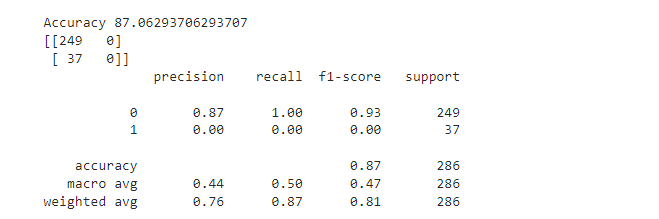 Accuracy 87.06293706293707
[[249   0]
 [ 37   0]]
              precision    recall  f1-score   support

           0       0.87      1.00      0.93       249
           1       0.00      0.00      0.00        37

    accuracy                           0.87       286
   macro avg       0.44      0.50      0.47       286
weighted avg       0.76      0.87      0.81       286